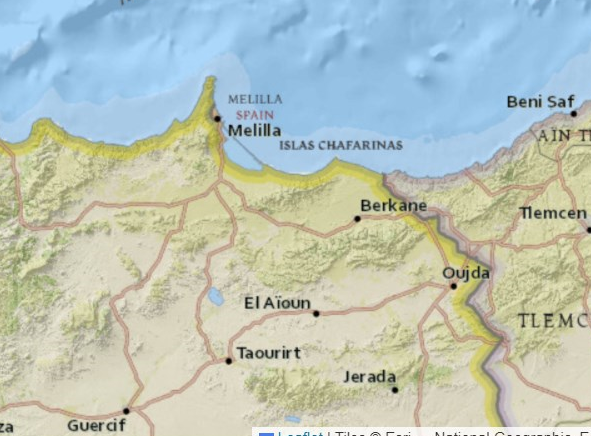 MELILLA
SPAIN
Melilla
ISLAS CHAFARINAS
Beni Saf
AÏN T
Berkane
Tlemcen
Oujda
El Aïoun
TLEMC
Taourirt
Jerada
za
Guercif
Leaflet | Tiles © Esri — National Geographic, E